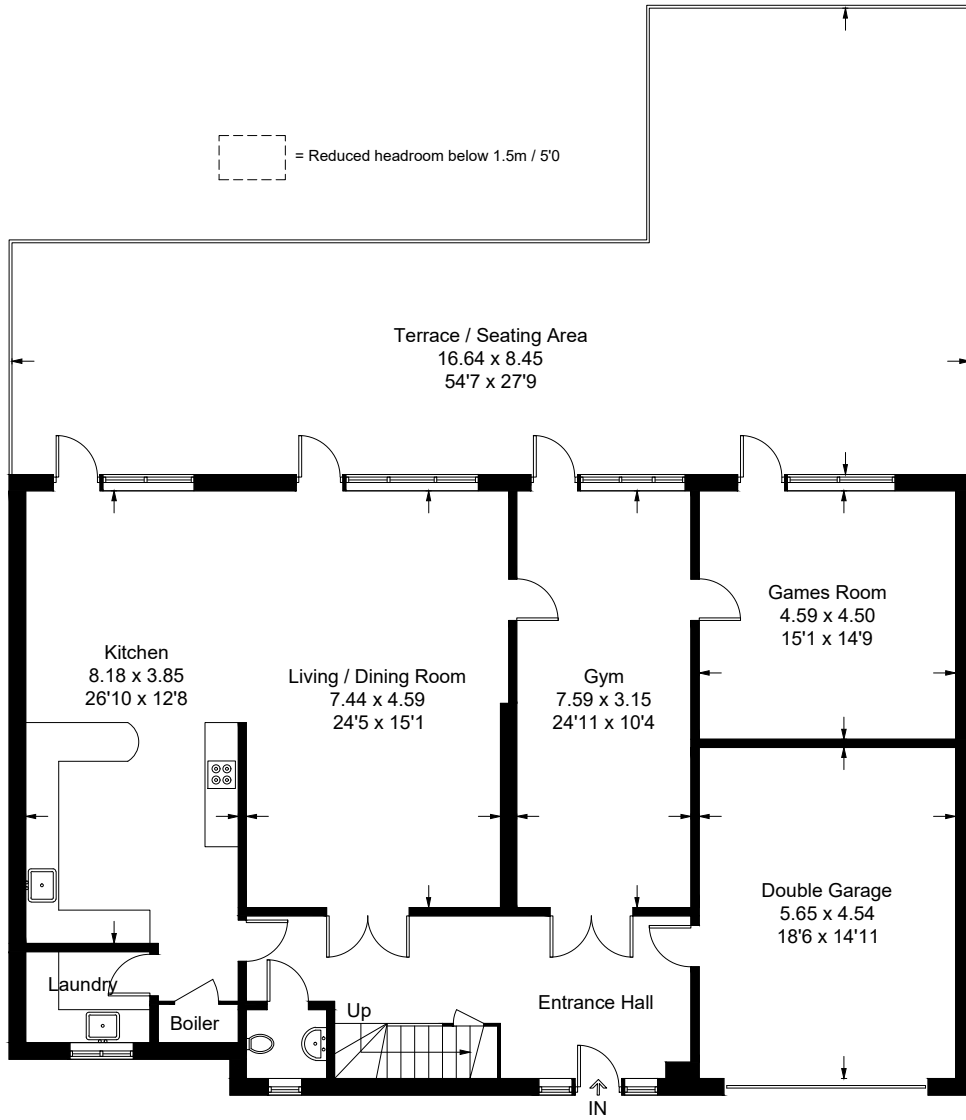 = Reduced headroom below 1.5m / 5'0
Terrace / Seating Area
16.64 x 8.45
54'7 x 27'9
Games Room
4.59 x 4.50
15'1 x 14'9
Kitchen
8.18 x 3.85
26'10 x 12'8
Living / Dining Room
7.44 x 4.59
24'5 x 15'1
Gym
7.59 x 3.15
24'11 x 10'4
Double Garage
5.65 x 4.54
18'6 x 14'11
Laundry
Boiler
Up
Entrance Hall
IN